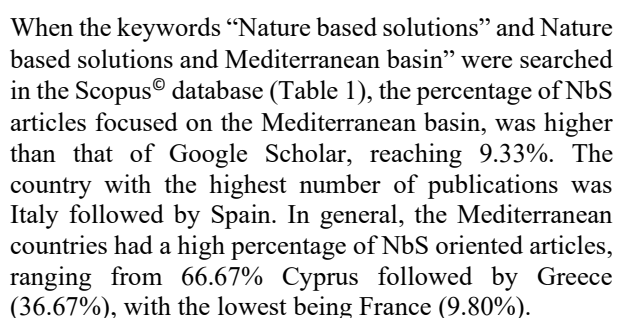 When the keywords “Nature based solutions” and Nature
based solutions and Mediterranean basin” were searched
in the Scopus© database (Table 1), the percentage of NbS
articles focused on the Mediterranean basin, was higher
than that of Google Scholar, reaching 9.33%. The
country with the highest number of publications was
Italy followed by Spain. In general, the Mediterranean
countries had a high percentage of NbS oriented articles,
ranging from 66.67% Cyprus followed by Greece
(36.67%), with the lowest being France (9.80%).